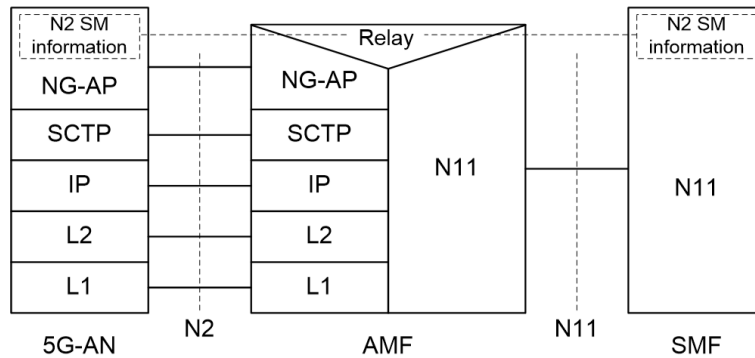 N2 SM
information
NG-AP
SCTP
IP
L2
L1
5G-AN
N2
Relay
NG-AP
SCTP
IP
L2
L1
N11
AMF
N11
N2 SM
information
N11
SMF